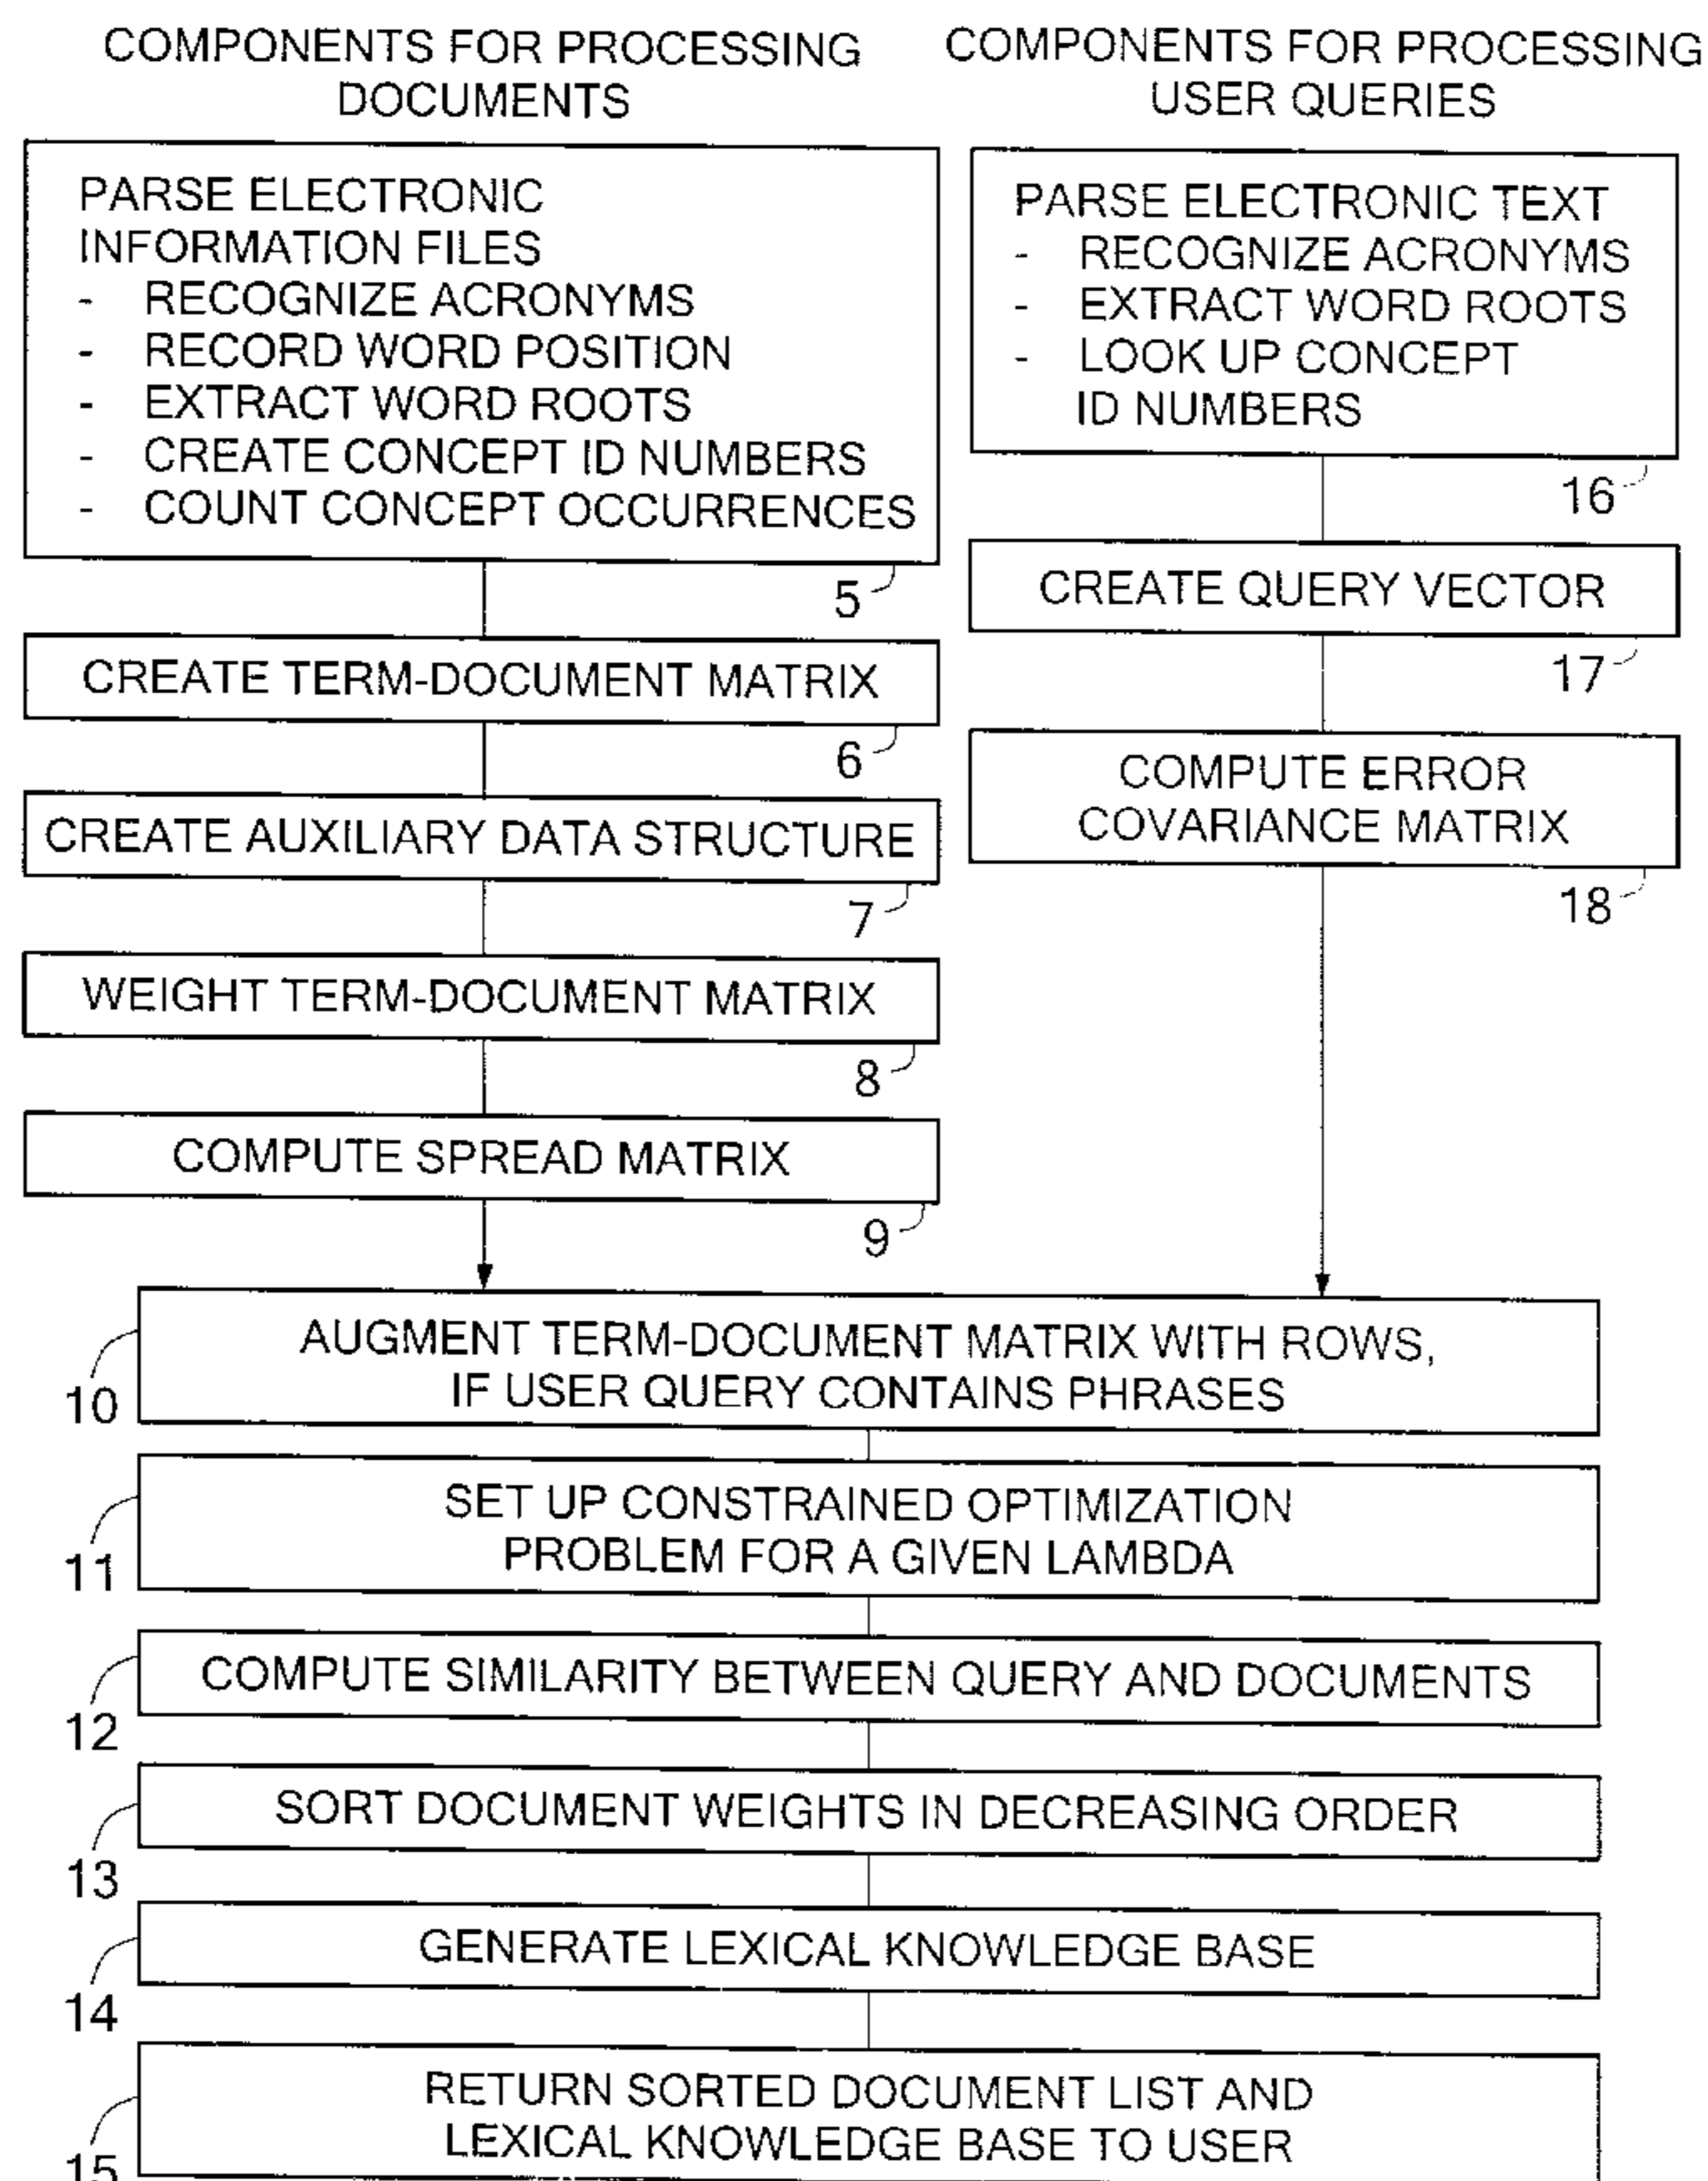 COMPONENTS FOR PROCESSING
DOCUMENTS
PARSE ELECTRONIC
INFORMATION FILES
- RECOGNIZE ACRONYMS
- RECORD WORD POSITION
- EXTRACT WORD ROOTS
- CREATE CONCEPT ID NUMBERS
- COUNT CONCEPT OCCURRENCES
5
CREATE TERM-DOCUMENT MATRIX
6
CREATE AUXILIARY DATA STRUCTURE
7
WEIGHT TERM-DOCUMENT MATRIX
8
COMPUTE SPREAD MATRIX
9
COMPONENTS FOR PROCESSING
USER QUERIES
PARSE ELECTRONIC TEXT
- RECOGNIZE ACRONYMS
- EXTRACT WORD ROOTS
- LOOK UP CONCEPT
ID NUMBERS
16
CREATE QUERY VECTOR
17
COMPUTE ERROR
COVARIANCE MATRIX
18
AUGMENT TERM-DOCUMENT MATRIX WITH ROWS,
IF USER QUERY CONTAINS PHRASES
10
SET UP CONSTRAINED OPTIMIZATION
PROBLEM FOR A GIVEN LAMBDA
11
COMPUTE SIMILARITY BETWEEN QUERY AND DOCUMENTS
12
SORT DOCUMENT WEIGHTS IN DECREASING ORDER
13
GENERATE LEXICAL KNOWLEDGE BASE
14
RETURN SORTED DOCUMENT LIST AND
LEXICAL KNOWLEDGE BASE TO USER
15